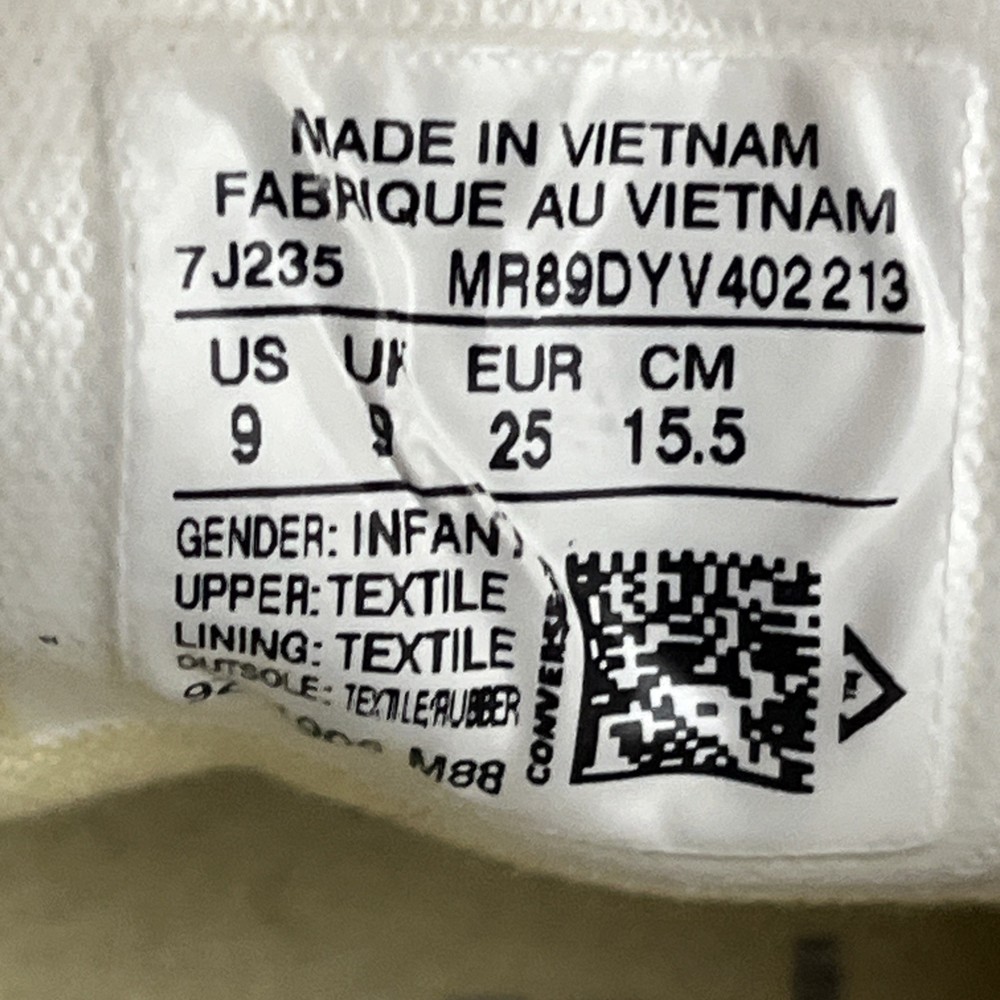 MADE IN VIETNAM
FABRIQUE AU VIETNAM
7J235 MR89DYV402213
US UK EUR CM
9 9 25 15.5
GENDER: INFANT
UPPER: TEXTILE
LINING: TEXTILE
OUTSOLE: TEXTILE/RUBBER
M88
CONVERSE